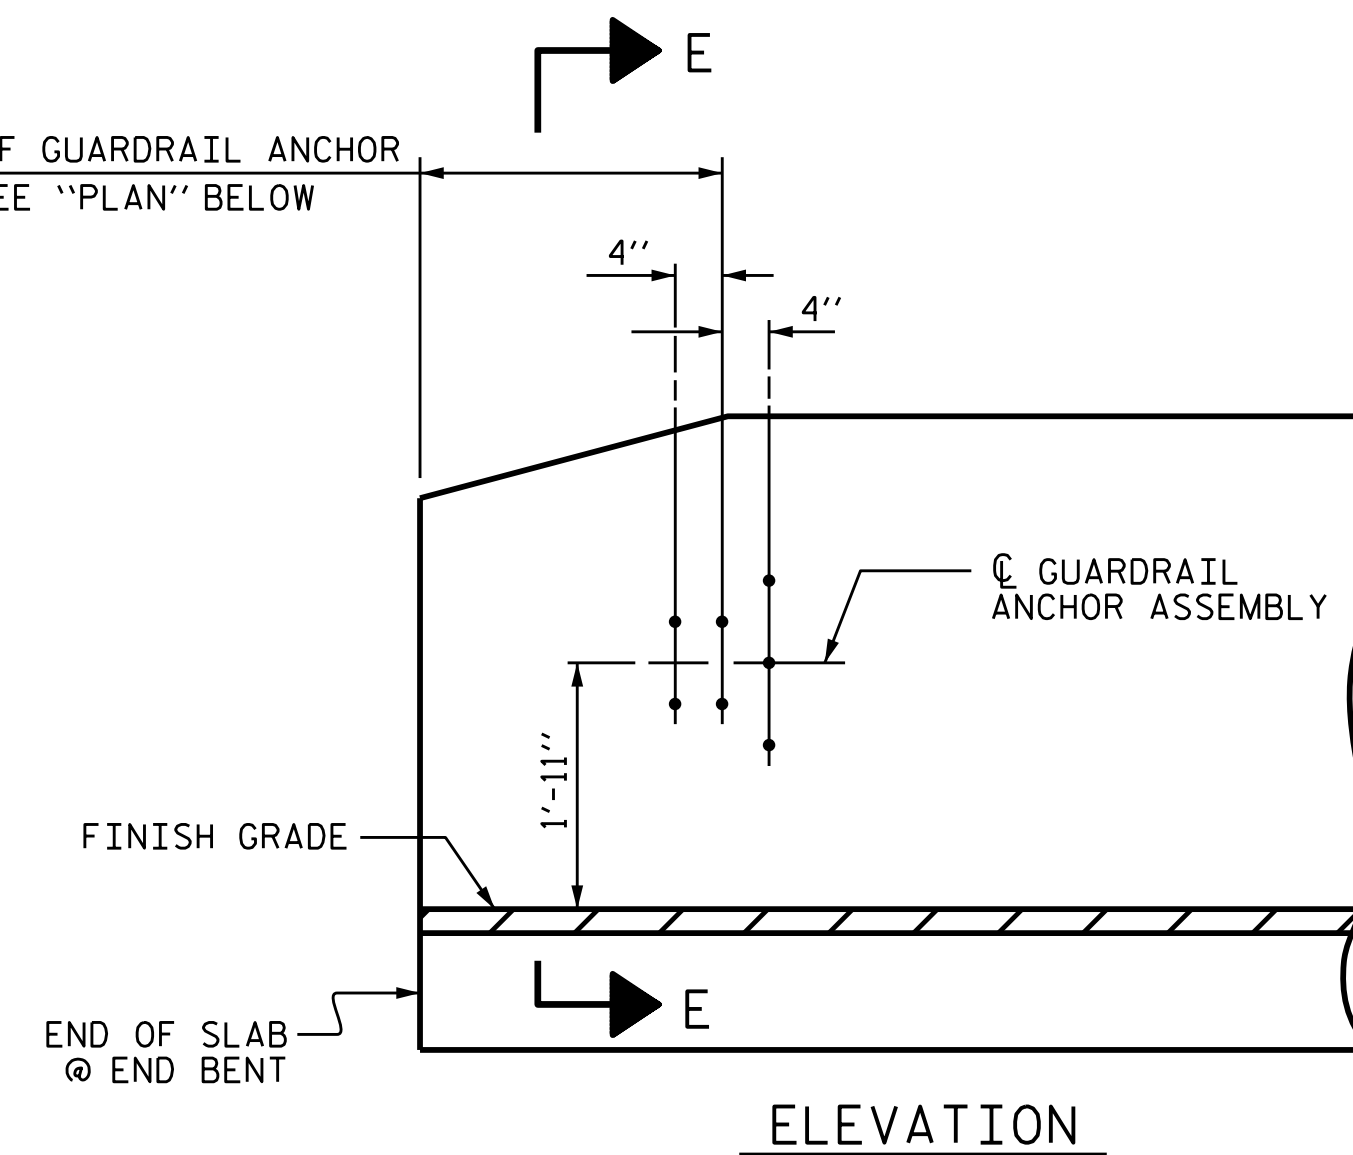 E
F GUARDRAIL ANCHOR
EE "PLAN" BELOW
4"
4"
℄ GUARDRAIL
ANCHOR ASSEMBLY
1'-11"
FINISH GRADE
E
END OF SLAB
@ END BENT
ELEVATION